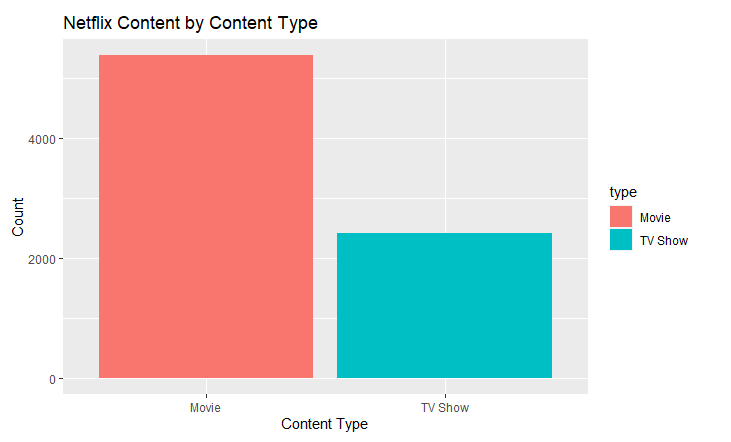 Netflix Content by Content Type
Count
4000
2000
0
Movie
TV Show
Content Type
type
Movie
TV Show